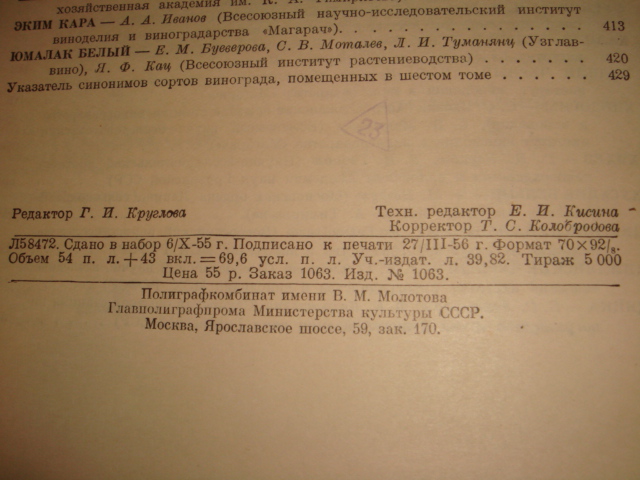 хозяйственная академия им. К. А.
ЭКИМ КАРА — А. А. Иванов (Всесоюзный научно-исследовательский институт
виноделия и виноградарства «Магарач»). . . . . . . . . . . . . 413
ЮМАЛАК БЕЛЫЙ — Е. М. Буеверова, С. В. Моталев, Л. И. Туманянц (Узглав-
вино), Я. Ф. Кац (Всесоюзный институт растениеводства) . . . . . . . 420
Указатель синонимов сортов винограда, помещенных в шестом томе . . . . . . 429
23
Редактор Г. И. Круглова
Техн. редактор Е. И. Кисина
Корректор Т. С. Колобродова
Л58472. Сдано в набор 6/X-55 г. Подписано к печати 27/III-56 г. Формат 70×92/₈.
Объем 54 п. л.+43 вкл.=69,6 усл. п. л. Уч.-издат. л. 39,82. Тираж 5 000
Цена 55 р. Заказ 1063. Изд. № 1063.
Полиграфкомбинат имени В. М. Молотова
Главполиграфпрома Министерства культуры СССР.
Москва, Ярославское шоссе, 59, зак. 170.